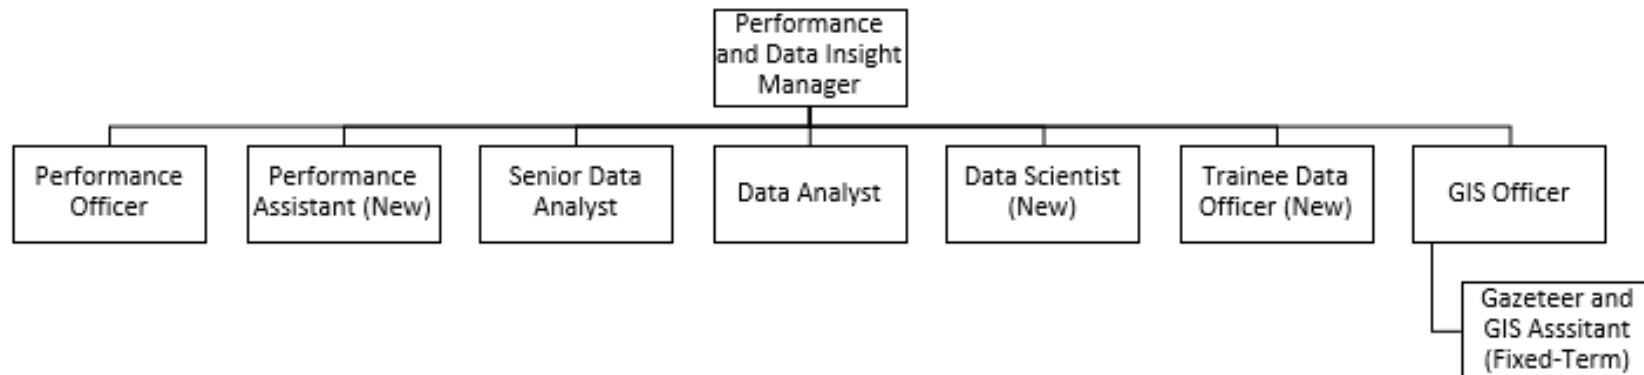 Performance
and Data Insight
Manager
Performance
Officer
Performance
Assistant (New)
Senior Data
Analyst
Data Analyst
Data Scientist
(New)
Trainee Data
Officer (New)
GIS Officer
Gazeteer and
GIS Asssitant
(Fixed-Term)